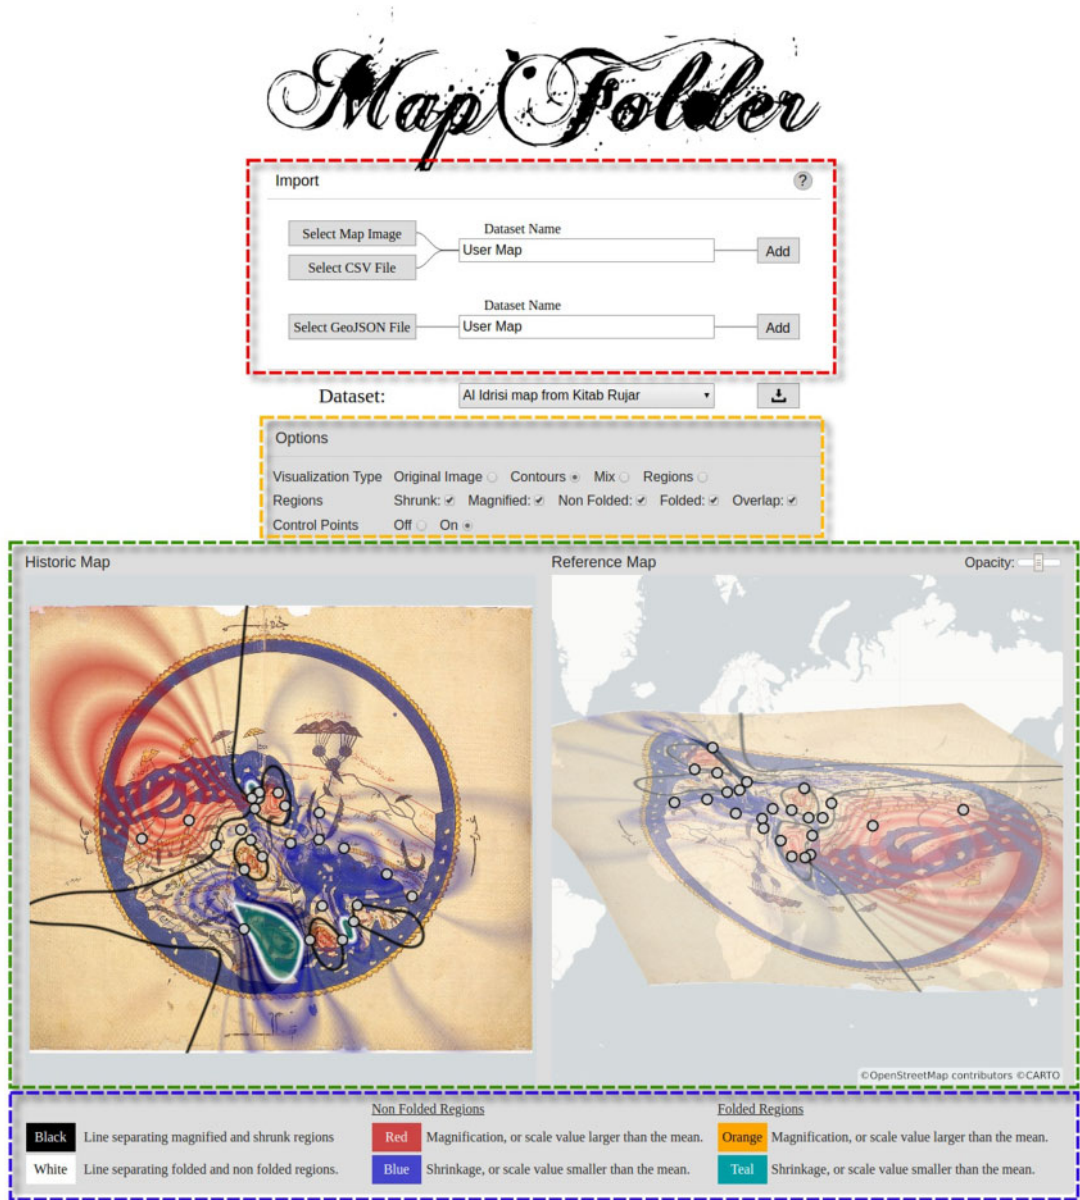 Map Folder
Import
?
Select Map Image
Dataset Name
User Map
Add
Select CSV File
Dataset Name
Select GeoJSON File
User Map
Add
Dataset:
Al Idrisi map from Kitab Rujar
Options
Visualization Type Original Image Contours Mix Regions
Regions Shrunk: Magnified: Non Folded: Folded: Overlap:
Control Points Off On
Historic Map
Reference Map
Opacity:
©OpenStreetMap contributors ©CARTO
Non Folded Regions
Folded Regions
Black Line separating magnified and shrunk regions
Red Magnification, or scale value larger than the mean.
Orange Magnification, or scale value larger than the mean.
White Line separating folded and non folded regions.
Blue Shrinkage, or scale value smaller than the mean.
Teal Shrinkage, or scale value smaller than the mean.